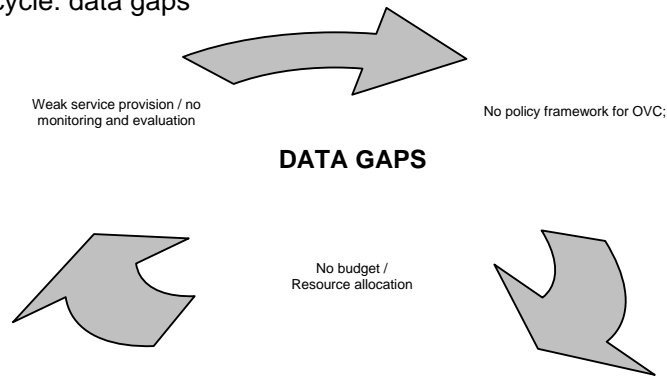 cycle: data gaps
Weak service provision / no
monitoring and evaluation
No policy framework for OVC;
DATA GAPS
No budget /
Resource allocation